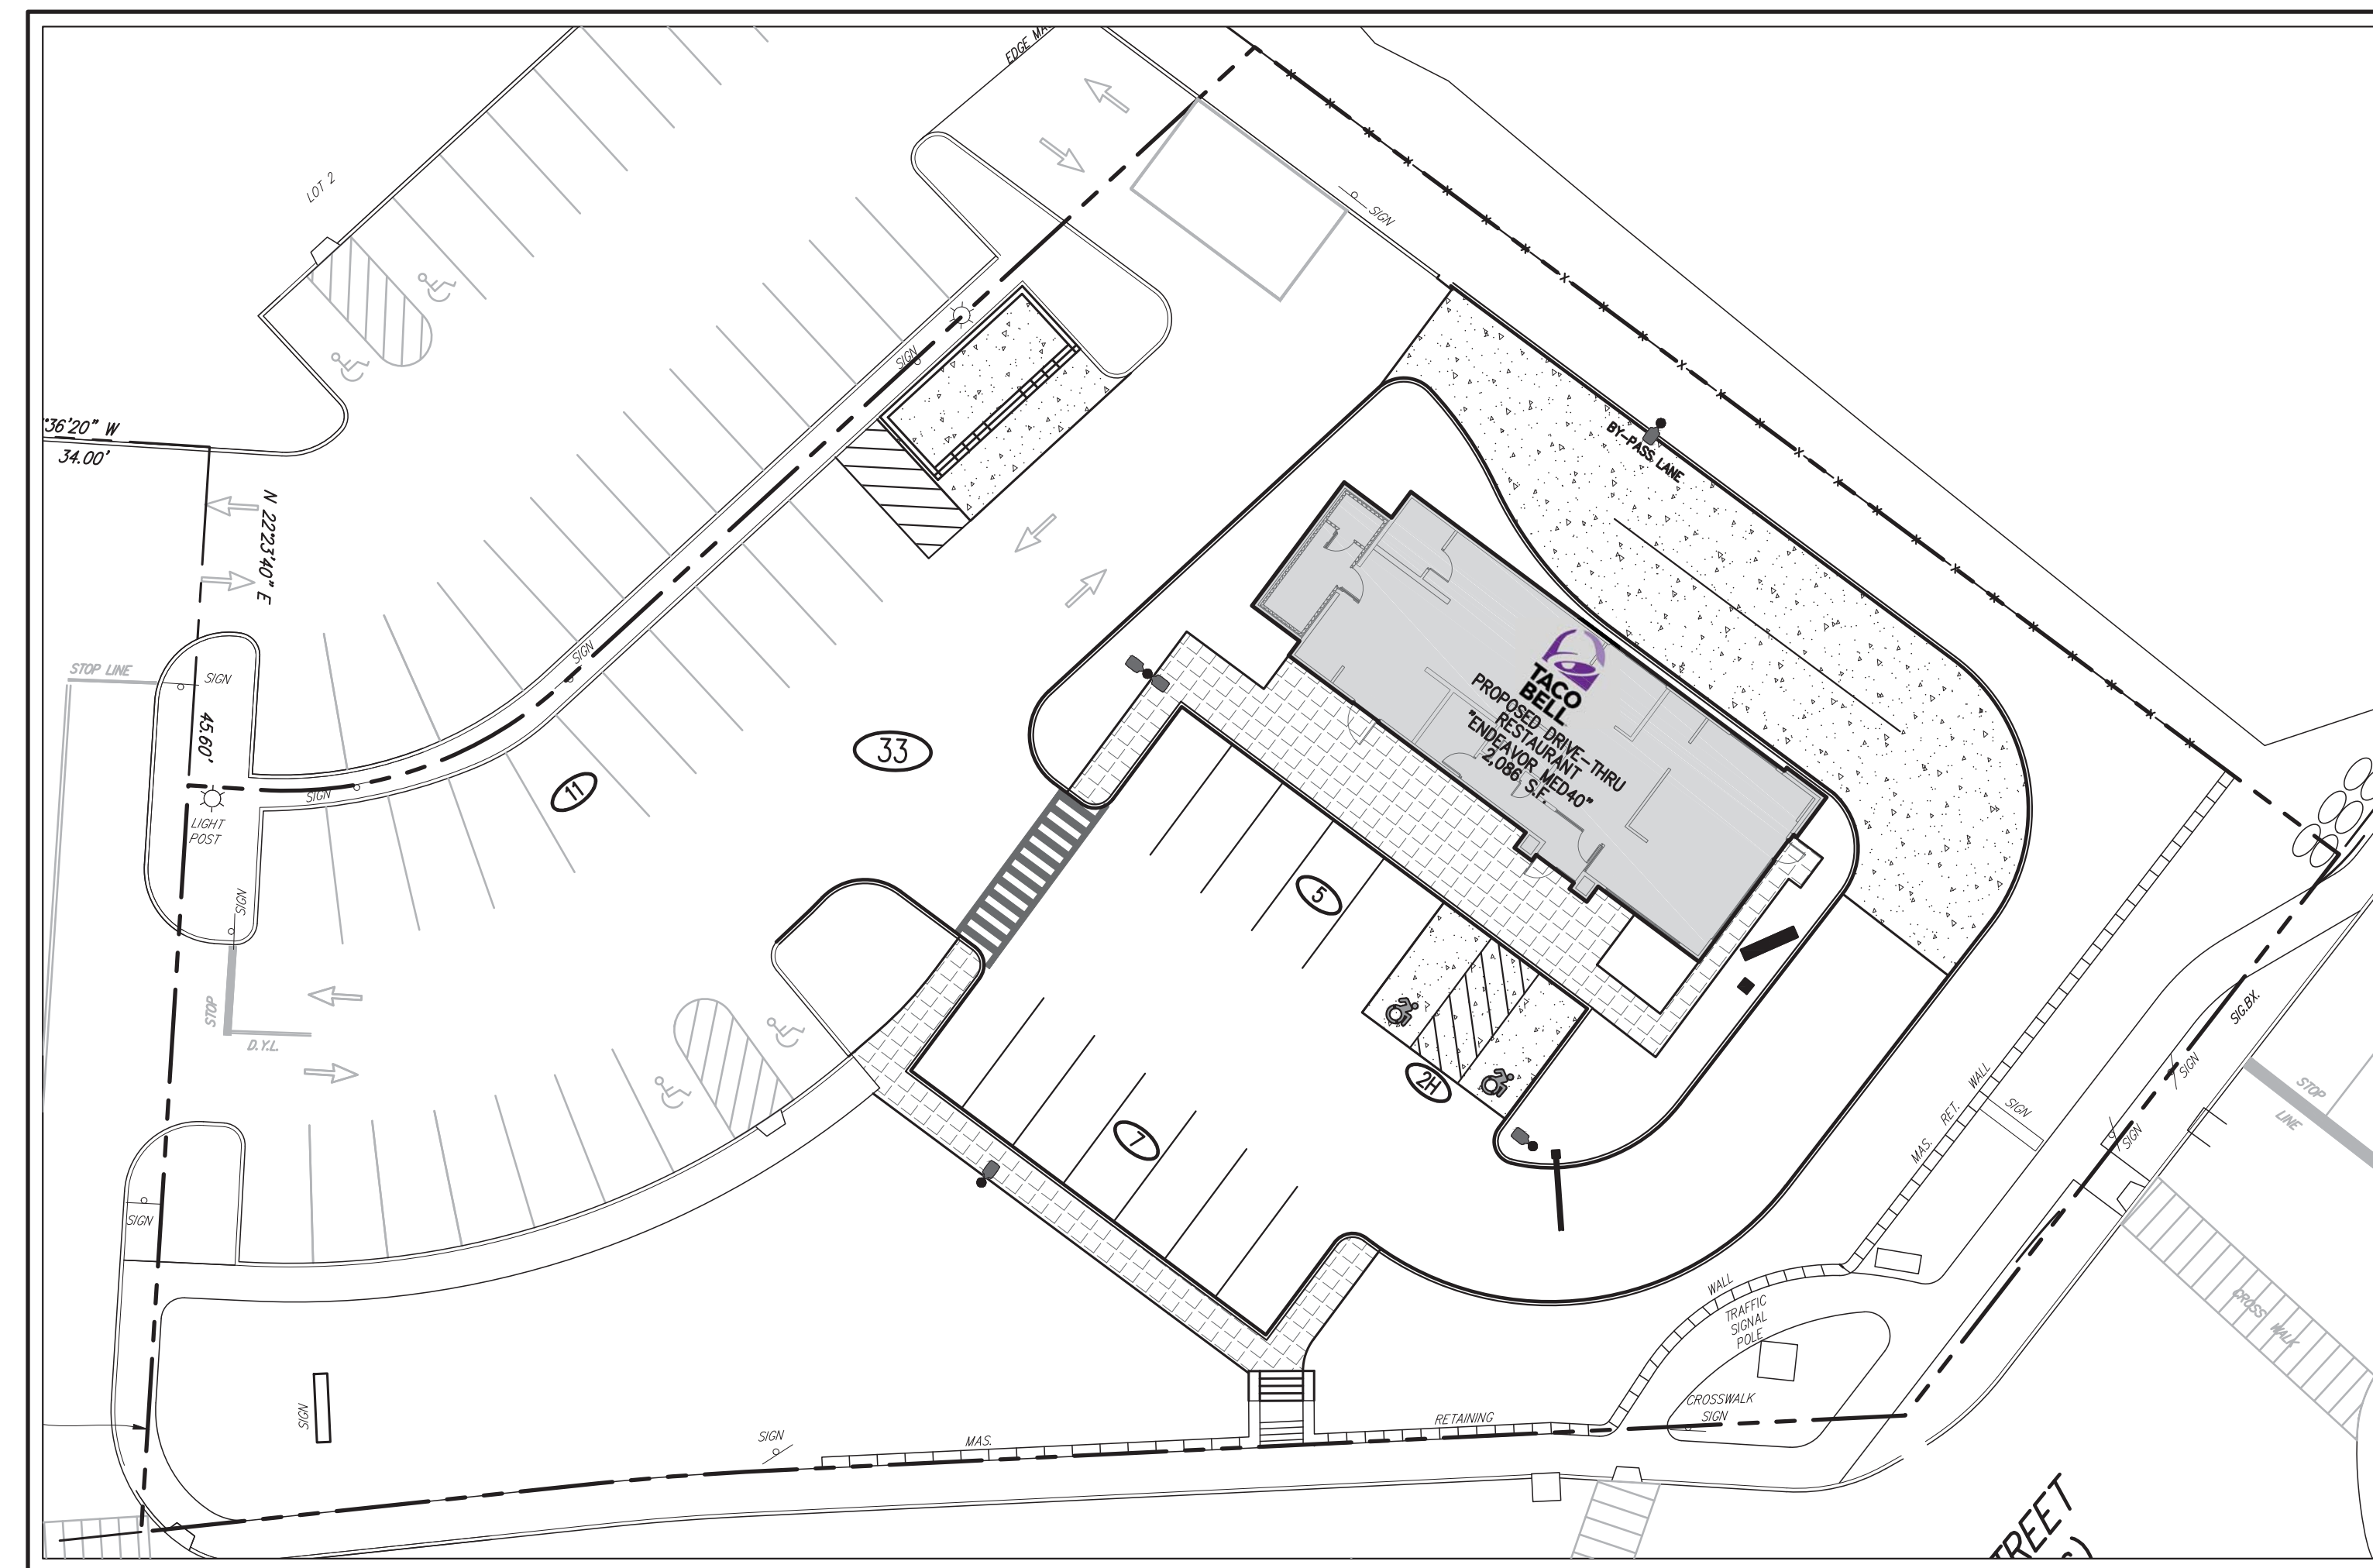 EDGE MA
LOT 2
SIGN
'36'20" W
34.00'
N 22°23'40" E
SIGN
BY-PASS LANE
STOP LINE
SIGN
SIGN
45.60'
SIGN
LIGHT
POST
11
33
TACO
BELL
PROPOSED DRIVE-THRU
RESTAURANT
"ENDEAVOR MED40"
2,086 S.F.
5
SIGN
STOP
D.Y.L.
2H
7
SIG.BX.
SIGN
SIGN
STOP
LINE
MAS. RET. WALL
SIGN
SIGN
CROSS WALK
WALL
TRAFFIC
SIGNAL
POLE
CROSSWALK
SIGN
SIGN
SIGN
MAS.
RETAINING